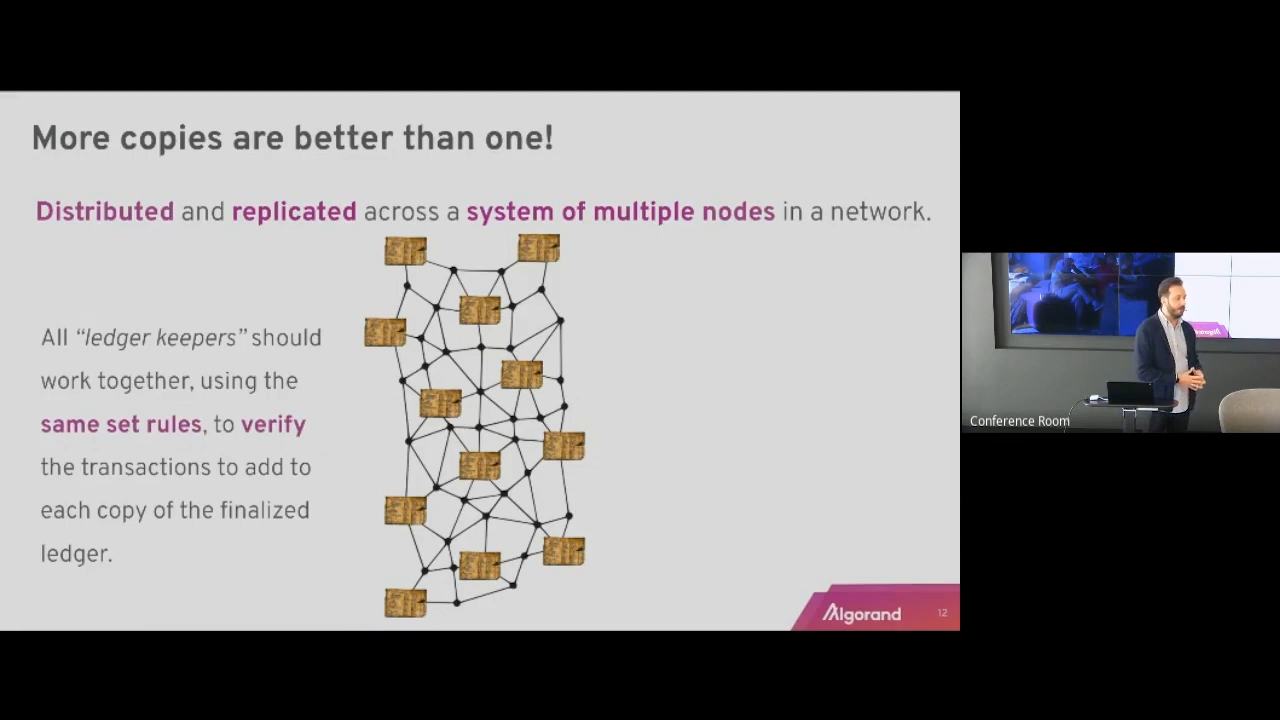 More copies are better than one!
Distributed and replicated across a system of multiple nodes in a network.
All “ledger keepers” should
work together, using the
same set rules, to verify
the transactions to add to
each copy of the finalized
ledger.
Algorand
12
Conference Room